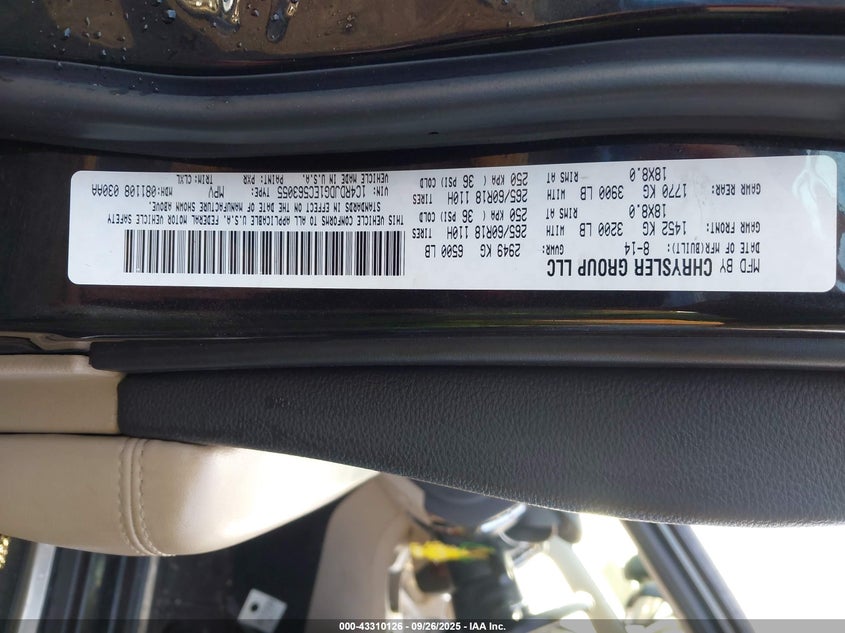 MFD BY CHRYSLER GROUP LLC
DATE OF MFR(BUILT): 8-14 GVWR: 2949 KG 6500 LB
GAWR FRONT: 1452 KG 3200 LB WITH 265/60R18 110H TIRES
18X8.0 RIMS AT 250 KPA ( 36 PSI) COLD
GAWR REAR: 1770 KG 3900 LB WITH 265/60R18 110H TIRES
18X8.0 RIMS AT 250 KPA ( 36 PSI) COLD
THIS VEHICLE CONFORMS TO ALL APPLICABLE U.S.A. FEDERAL MOTOR VEHICLE SAFETY
STANDARDS IN EFFECT ON THE DATE OF MANUFACTURE SHOWN ABOVE.
VIN: 1C4RDJDG1EC563055 TYPE: MPV MDH:081108 030AA
VEHICLE MADE IN U.S.A. PAINT: PXR TRIM: CLXL
000-43310126 - 09/26/2025 - IAA Inc.